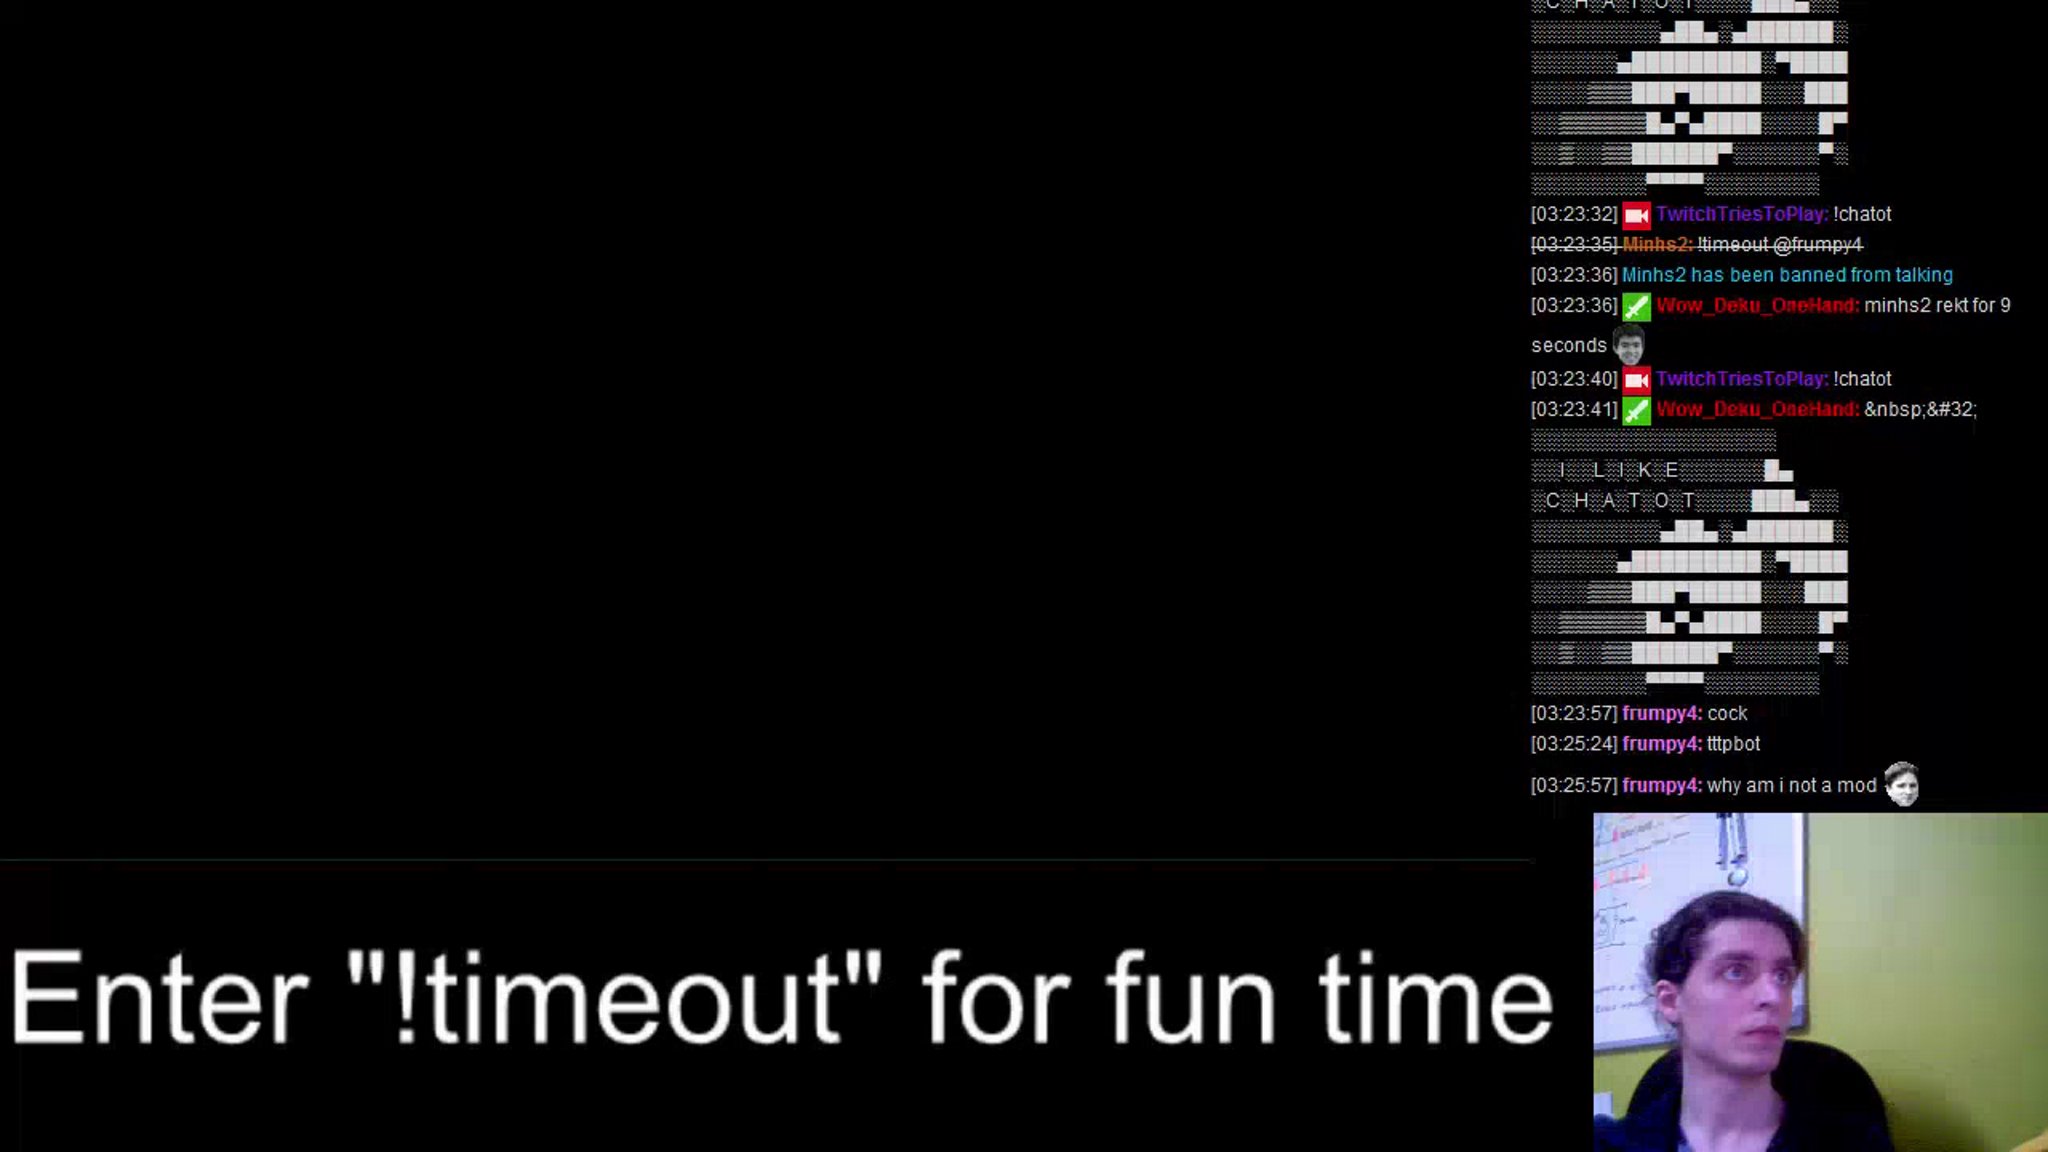 C H A T O T
[03:23:32] TwitchTriesToPlay: !chatot
[03:23:35] Minhs2: !timeout @frumpy4
[03:23:36] Minhs2 has been banned from talking
[03:23:36] Wow_Deku_OneHand: minhs2 rekt for 9
seconds
[03:23:40] TwitchTriesToPlay: !chatot
[03:23:41] Wow_Deku_OneHand: &nbsp;&#32;
I L I K E
C H A T O T
[03:23:57] frumpy4: cock
[03:25:24] frumpy4: tttpbot
[03:25:57] frumpy4: why am i not a mod
Enter "!timeout" for fun time